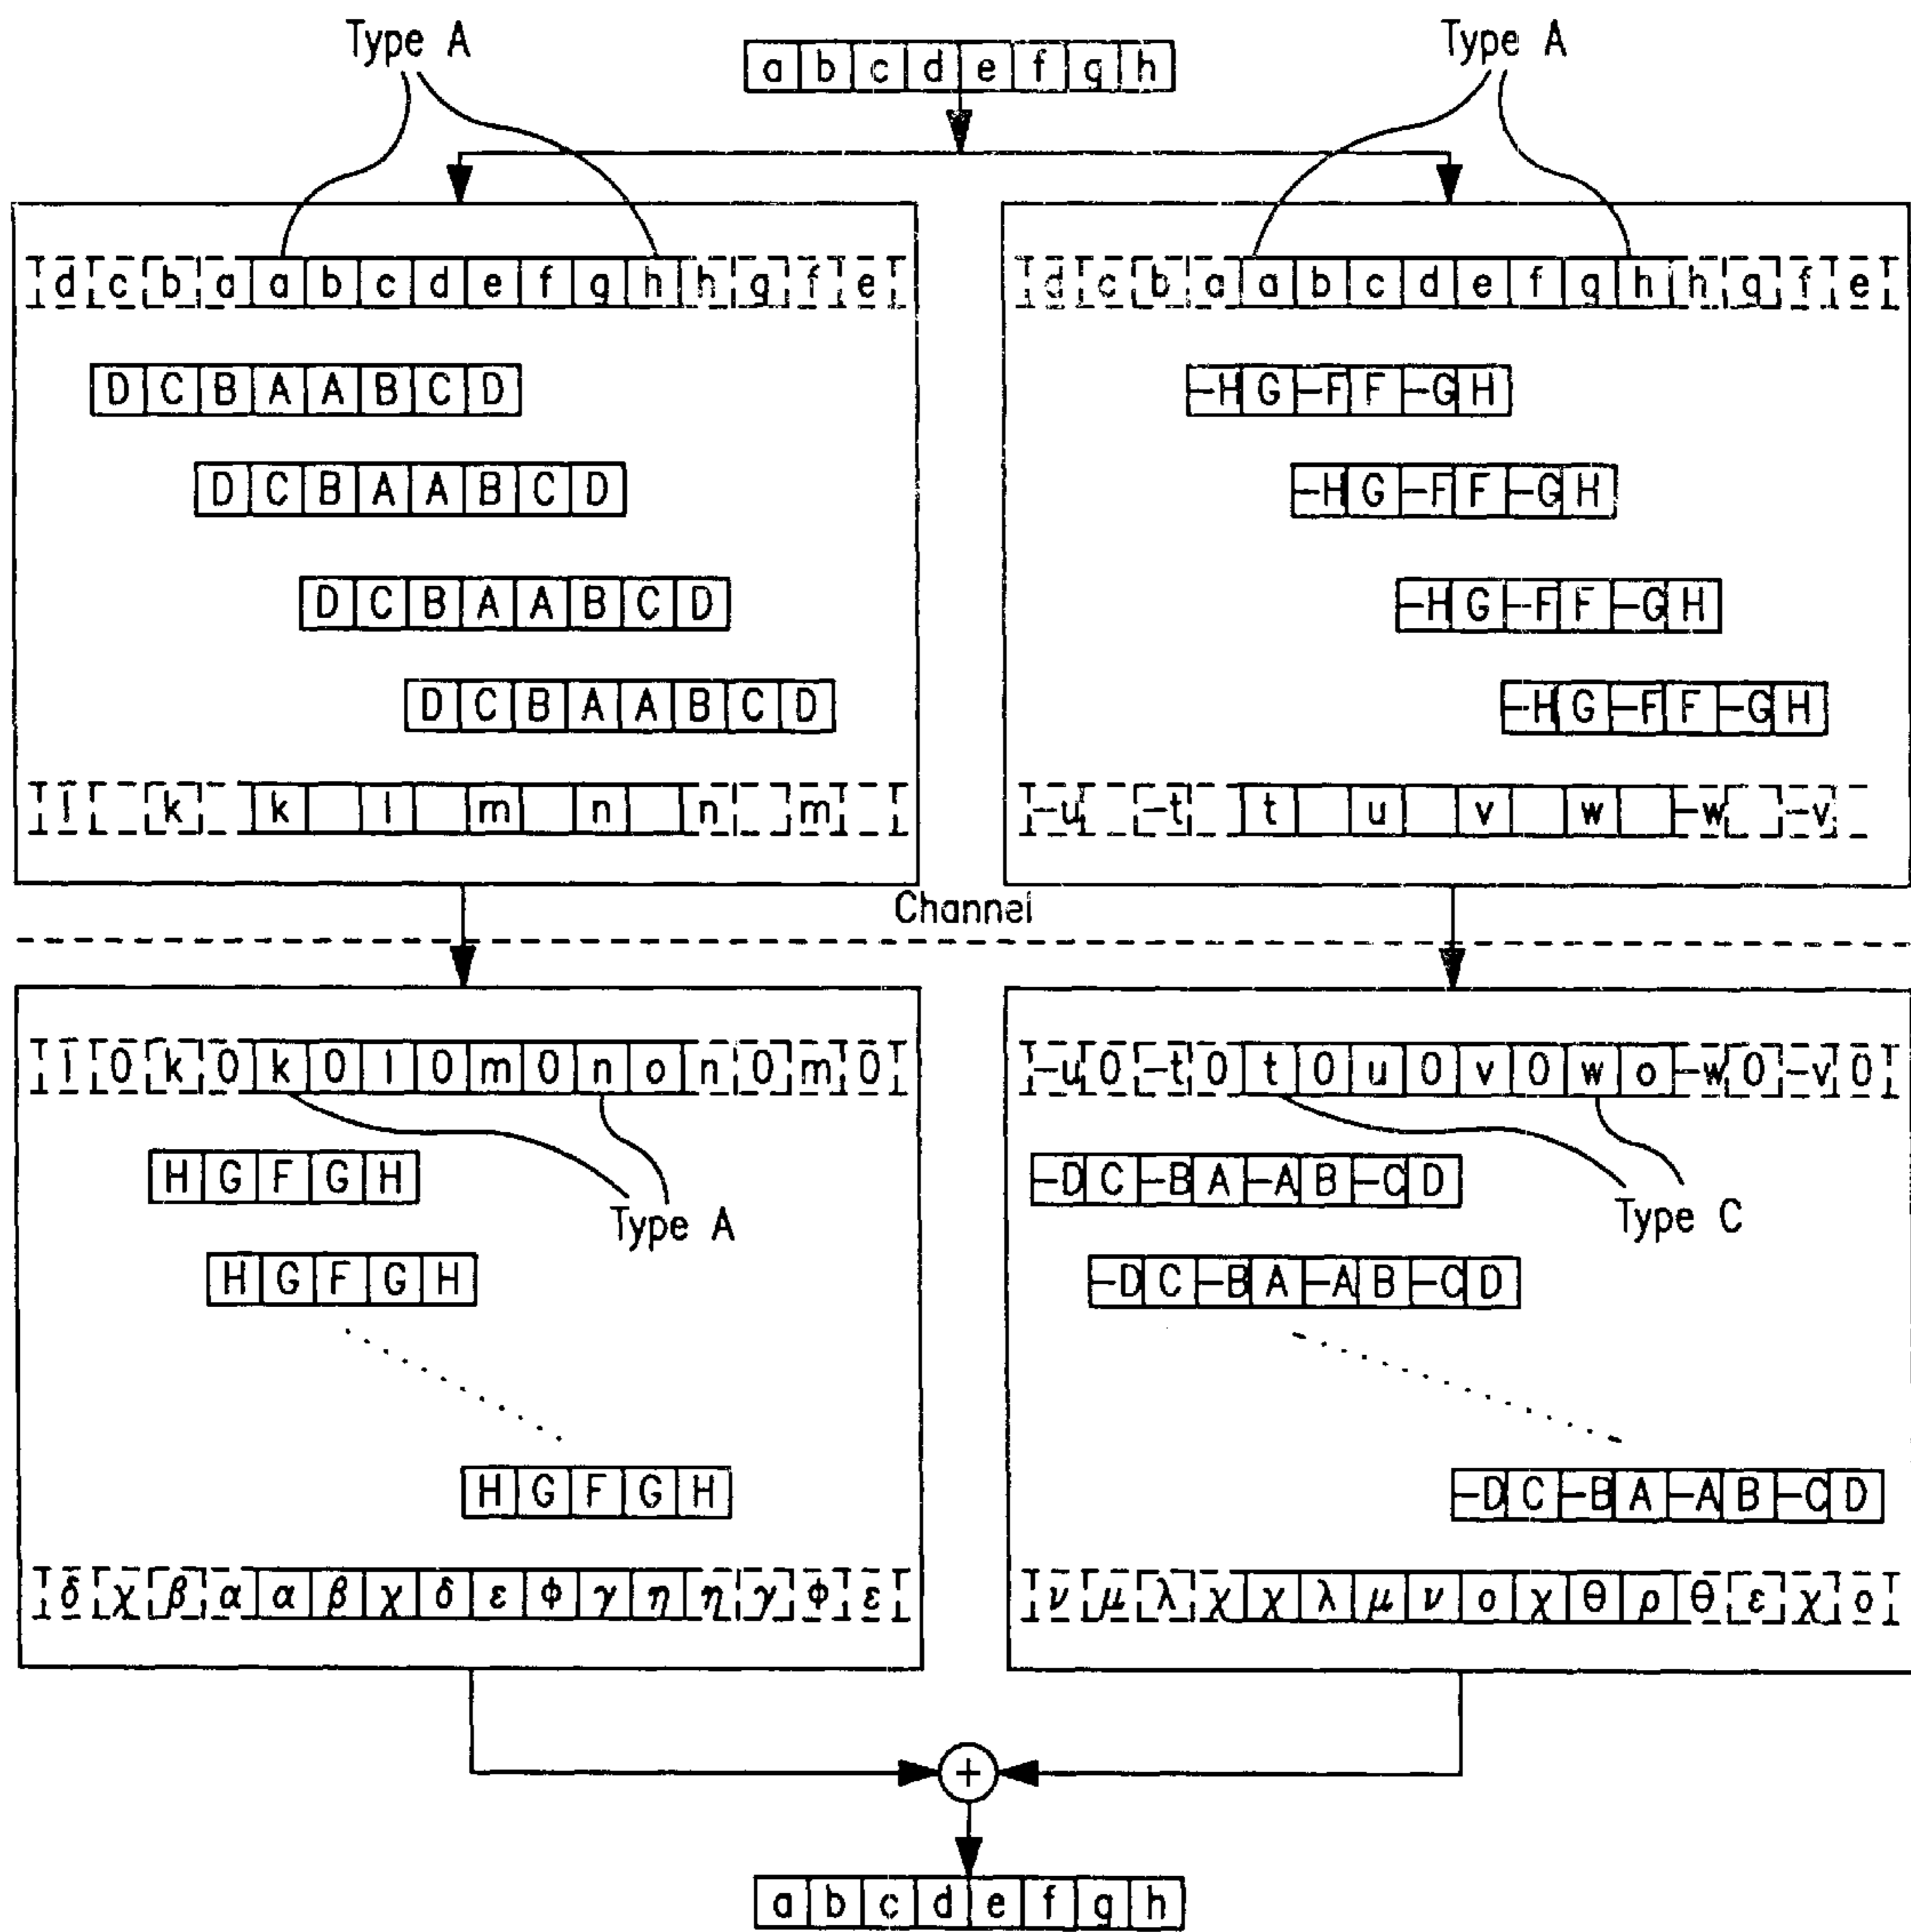 Type A
a b c d e f g h
Type A
d c b a a b c d e f g h h g f e
d c b a a b c d e f g h h g f e
D C B A A B C D
-H G -F F -G H
D C B A A B C D
-H G -F F -G H
D C B A A B C D
-H G -F F -G H
D C B A A B C D
-H G -F F -G H
l k k l m n n m
-u -t t u v w -w -v
Channel
l 0 k 0 k 0 l 0 m 0 n o n 0 m 0
-u 0 -t 0 t 0 u 0 v 0 w o -w 0 -v 0
H G F G H
-D C -B A -A B -C D
Type A
Type C
H G F G H
-D C -B A -A B -C D
H G F G H
-D C -B A -A B -C D
δ χ β α α β χ δ ε φ γ η η γ φ ε
ν μ λ χ χ λ μ ν ο χ θ ρ θ ε χ ο
+
a b c d e f g h